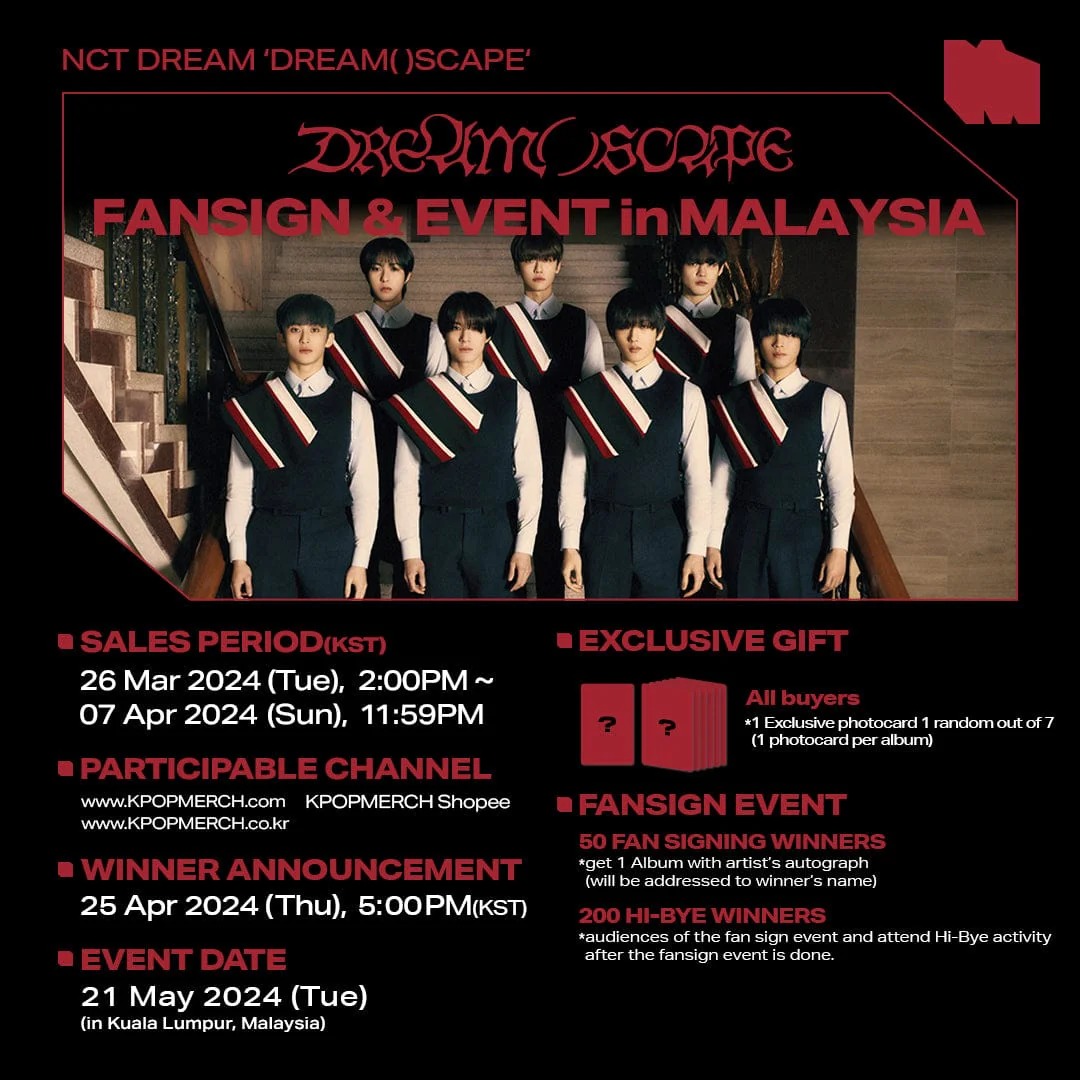 NCT DREAM ‘DREAM( )SCAPE‘
DREAM( )SCAPE
FANSIGN & EVENT in MALAYSIA
SALES PERIOD(KST)
26 Mar 2024 (Tue), 2:00PM ~
07 Apr 2024 (Sun), 11:59PM
PARTICIPABLE CHANNEL
www.KPOPMERCH.com KPOPMERCH Shopee
www.KPOPMERCH.co.kr
WINNER ANNOUNCEMENT
25 Apr 2024 (Thu), 5:00PM(KST)
EVENT DATE
21 May 2024 (Tue)
(in Kuala Lumpur, Malaysia)
EXCLUSIVE GIFT
? ?
All buyers
*1 Exclusive photocard 1 random out of 7
(1 photocard per album)
FANSIGN EVENT
50 FAN SIGNING WINNERS
*get 1 Album with artist's autograph
(will be addressed to winner's name)
200 HI-BYE WINNERS
*audiences of the fan sign event and attend Hi-Bye activity
after the fansign event is done.